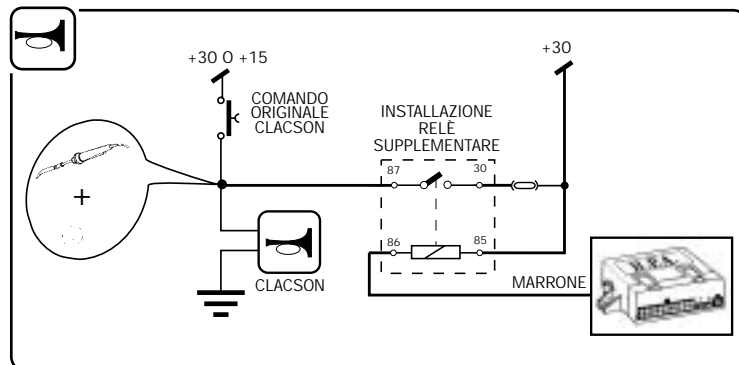 +30 O +15
+30
COMANDO
ORIGINALE
CLACSON
INSTALLAZIONE
RELÈ
SUPPLEMENTARE
87
30
+
86
85
CLACSON
MARRONE